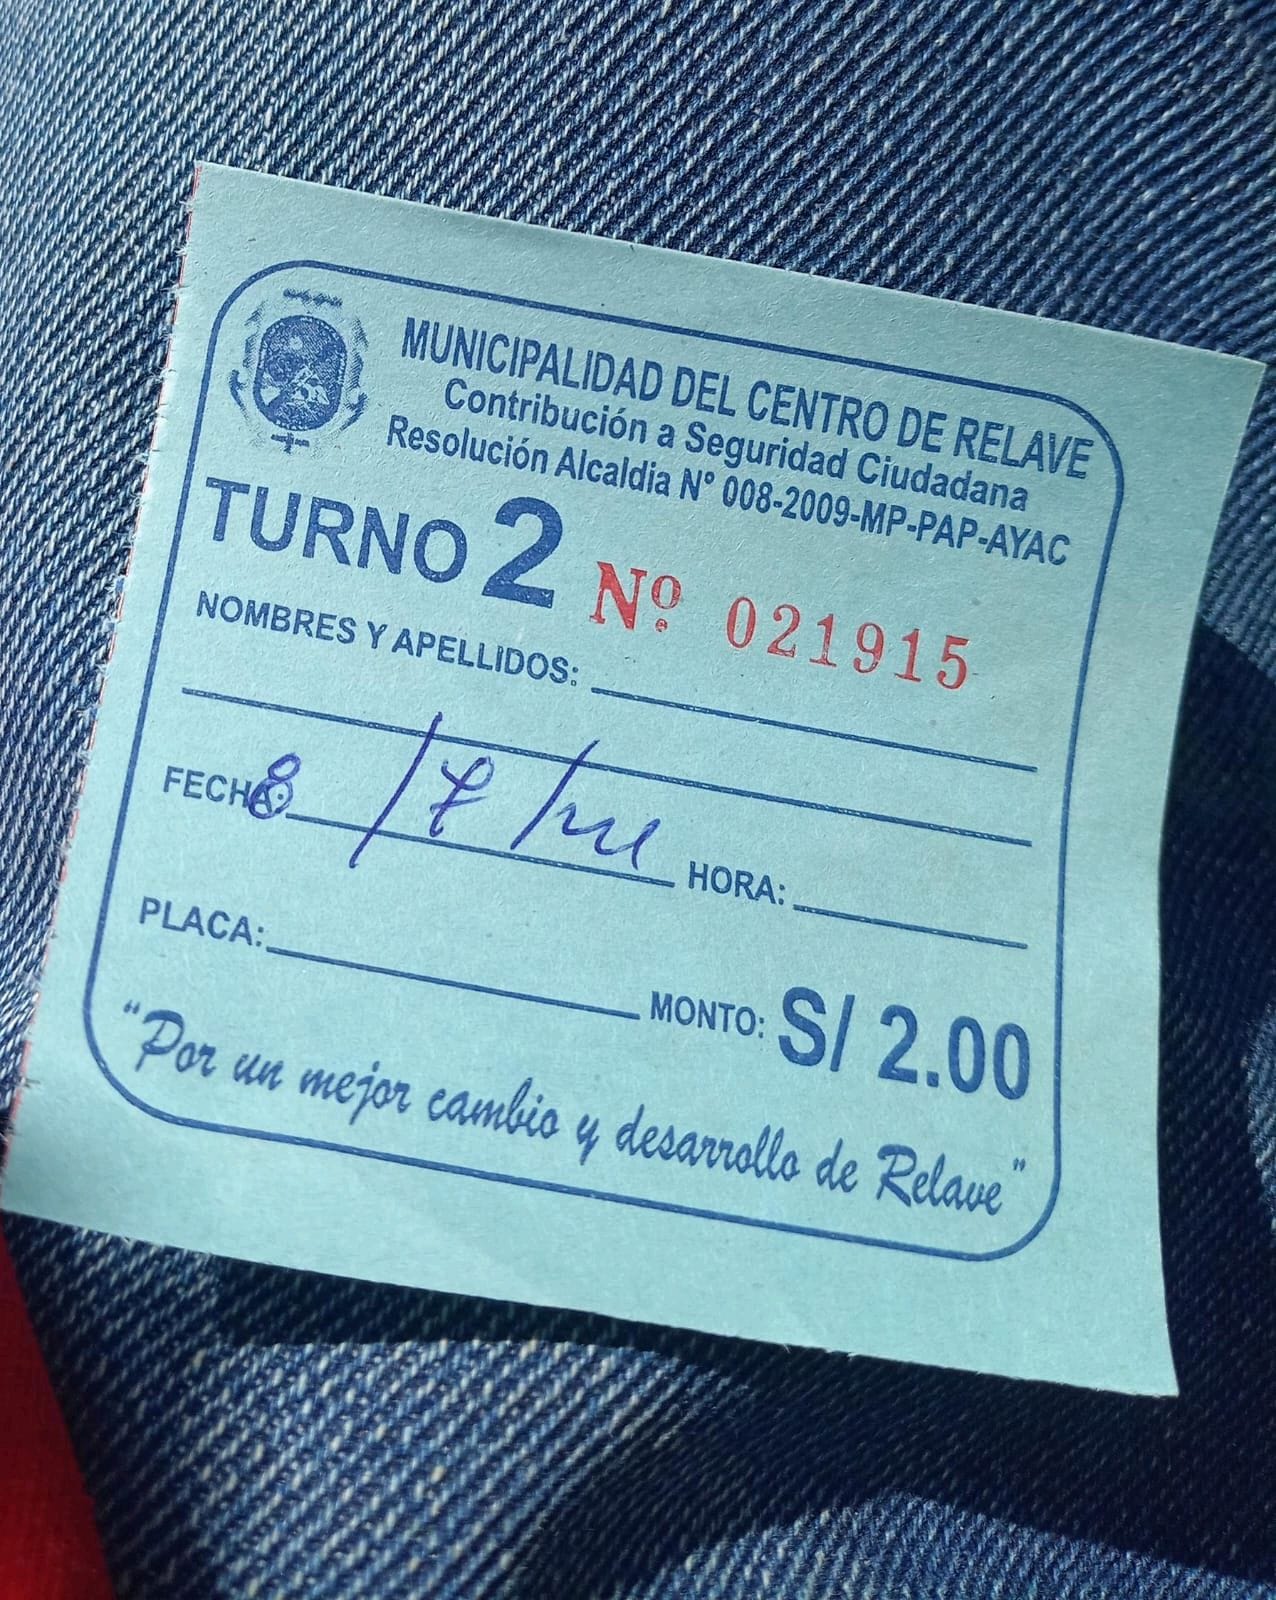 MUNICIPALIDAD DEL CENTRO DE RELAVE
Contribución a Seguridad Ciudadana
Resolución Alcaldia N° 008-2009-MP-PAP-AYAC
TURNO 2 Nº 021915
NOMBRES Y APELLIDOS:
FECHA: 8 / 7 / HORA:
PLACA: MONTO: S/ 2.00
"Por un mejor cambio y desarrollo de Relave"